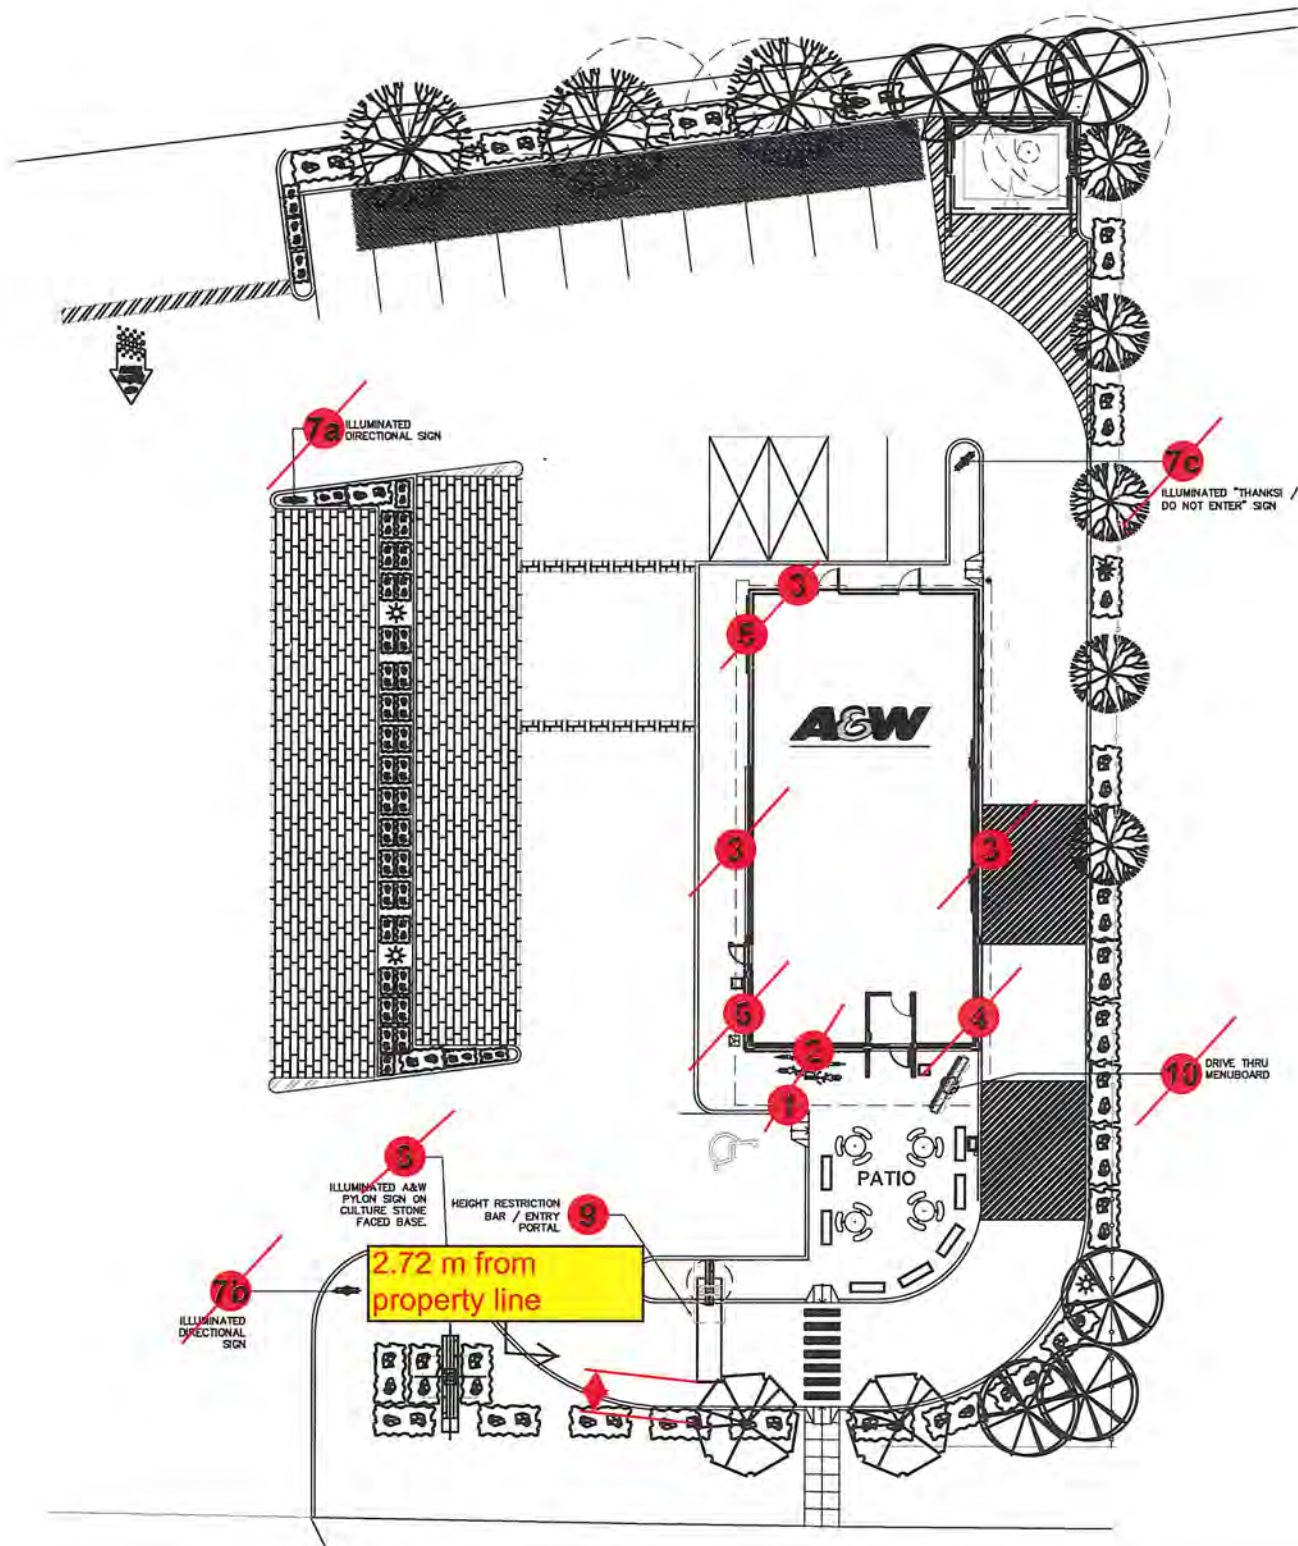 7a
ILLUMINATED
DIRECTIONAL SIGN
7c
ILLUMINATED "THANKS! /
DO NOT ENTER" SIGN
3
5
A&W
3
3
5
4
2
1
10
DRIVE THRU
MENUBOARD
PATIO
ILLUMINATED A&W
PYLON SIGN ON
CULTURE STONE
FACED BASE.
HEIGHT RESTRICTION
BAR / ENTRY
PORTAL
9
2.72 m from
property line
7b
ILLUMINATED
DIRECTIONAL
SIGN